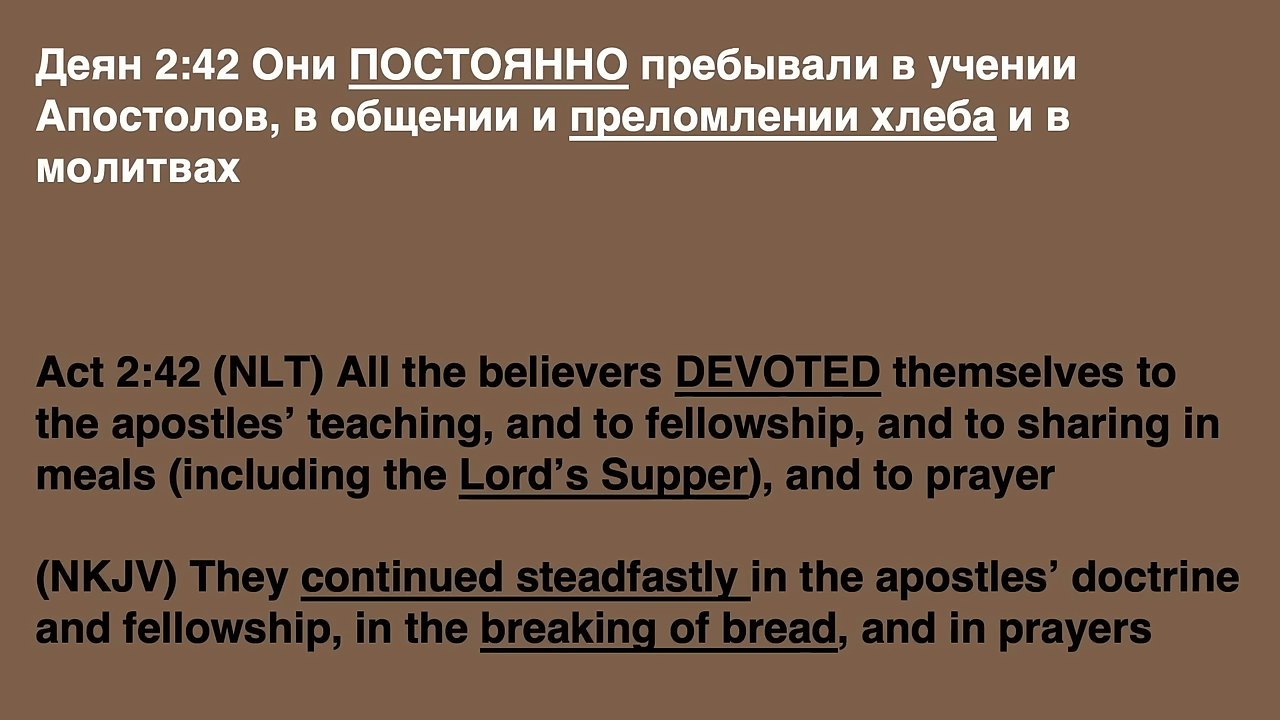 Деян 2:42 Они ПОСТОЯННО пребывали в учении
Апостолов, в общении и преломлении хлеба и в
молитвах
Act 2:42 (NLT) All the believers DEVOTED themselves to
the apostles’ teaching, and to fellowship, and to sharing in
meals (including the Lord’s Supper), and to prayer
(NKJV) They continued steadfastly in the apostles’ doctrine
and fellowship, in the breaking of bread, and in prayers